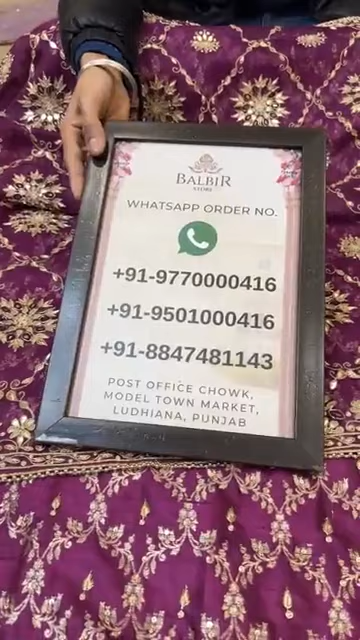 BALBIR
STORE
WHATSAPP ORDER NO.
+91-9770000416
+91-9501000416
+91-8847481143
POST OFFICE CHOWK,
MODEL TOWN MARKET,
LUDHIANA, PUNJAB